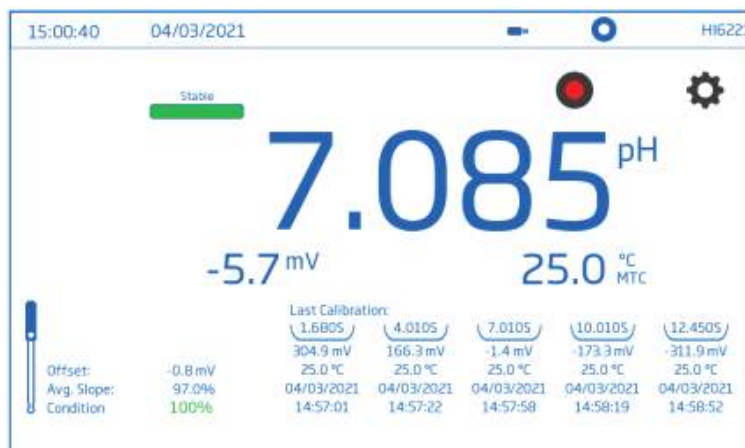 15:00:40 04/03/2021 HI622
Stable
7.085 pH
-5.7 mV 25.0 °C
MTC
Last Calibration:
1.680S 4.010S 7.010S 10.010S 12.450S
304.9 mV 166.3 mV -1.4 mV -173.3 mV -311.9 mV
Offset: -0.8 mV 25.0 °C 25.0 °C 25.0 °C 25.0 °C 25.0 °C
Avg. Slope: 97.0% 04/03/2021 04/03/2021 04/03/2021 04/03/2021 04/03/2021
Condition 100% 14:57:01 14:57:22 14:57:58 14:58:19 14:58:52